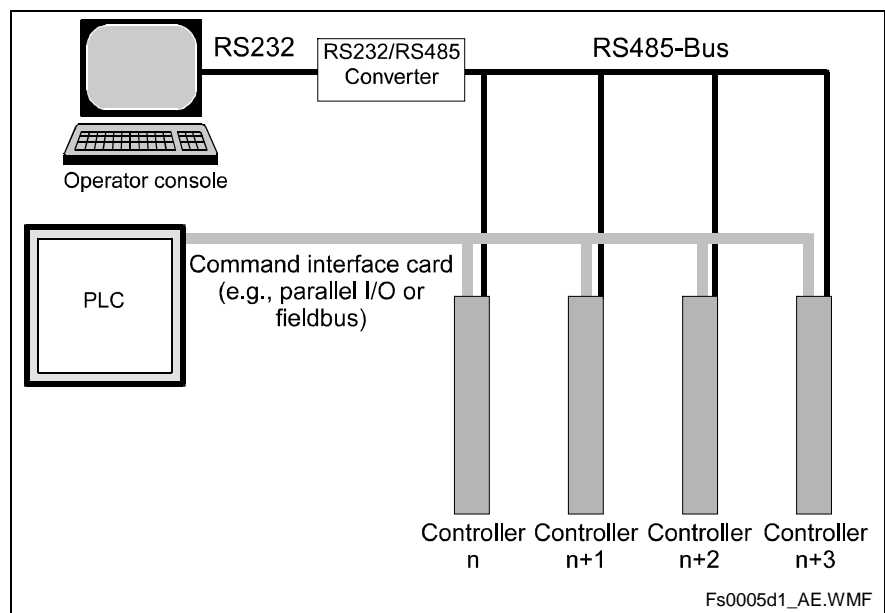 RS232
RS232/RS485
Converter
RS485-Bus
Operator console
PLC
Command interface card
(e.g., parallel I/O or
fieldbus)
Controller
n
Controller
n+1
Controller
n+2
Controller
n+3
Fs0005d1_AE.WMF